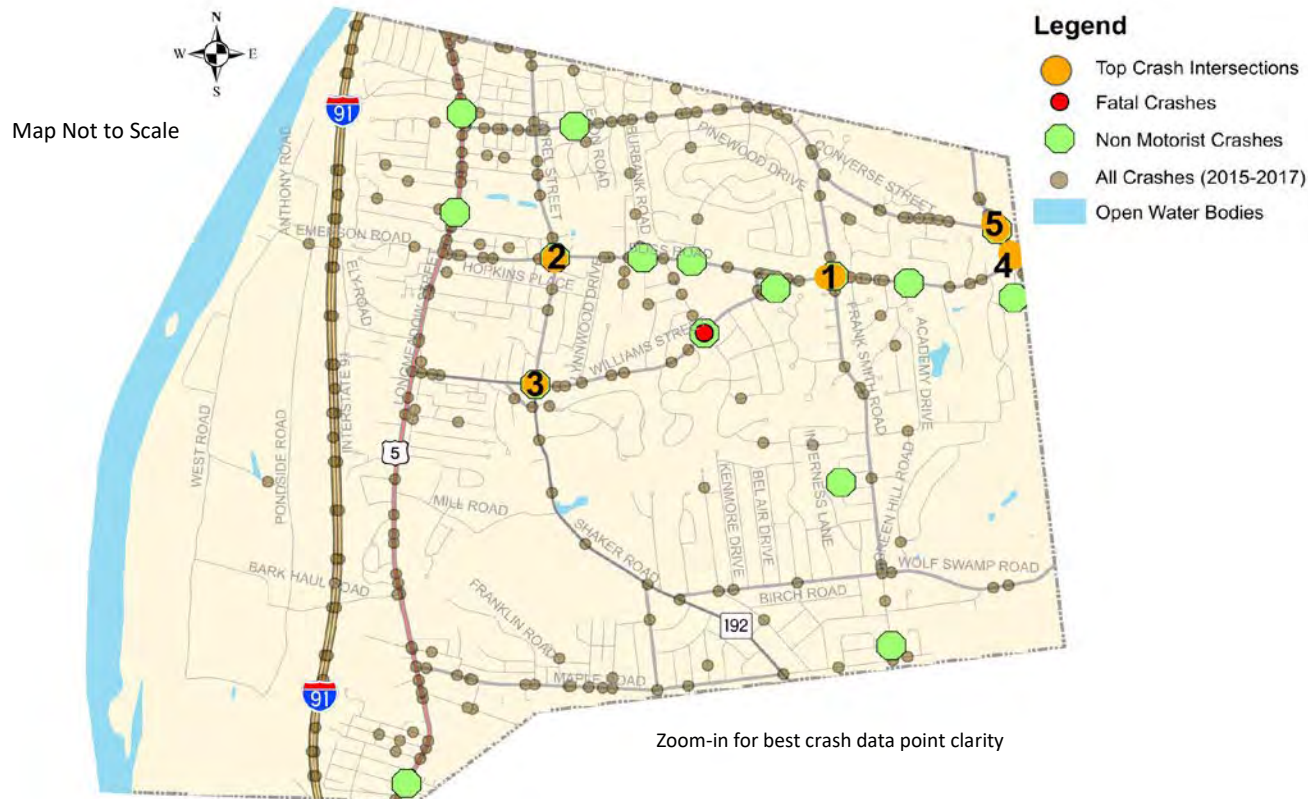 N
W E
S
Map Not to Scale
Legend
Top Crash Intersections
Fatal Crashes
Non Motorist Crashes
All Crashes (2015-2017)
Open Water Bodies
91
ANTHONY ROAD
BURBANK ROAD
PINEWOOD DRIVE
CONVERSE STREET
EMERSON ROAD
HOPKINS PLACE
2
1
5
4
ELY ROAD
LONGMEADOW STREET
LYNNWOOD DRIVE
WILLIAMS STREET
3
FRANK SMITH ROAD
ACADEMY DRIVE
WEST ROAD
PONDSIDE ROAD
INTERSTATE 91
5
MILL ROAD
SHAKER ROAD
KENMORE DRIVE
BEL AIR DRIVE
INVERNESS LANE
GREEN HILL ROAD
WOLF SWAMP ROAD
BIRCH ROAD
BARK HAUL ROAD
FRANKLIN ROAD
192
MAPLE ROAD
91
Zoom-in for best crash data point clarity